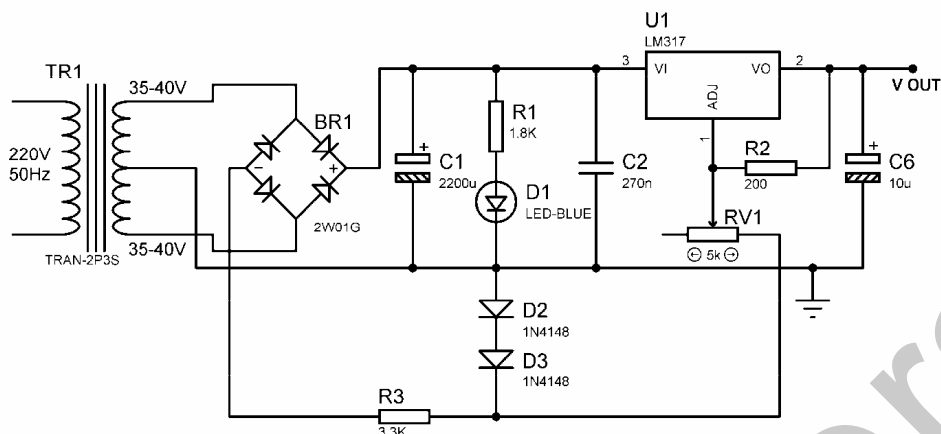 TR1
35-40V
220V
50Hz
35-40V
TRAN-2P3S
BR1
2W01G
-
+
+
C1
2200u
R1
1.8K
D1
LED-BLUE
C2
270n
U1
LM317
3
VI
VO
2
ADJ
1
V OUT
R2
200
+
C6
10u
RV1
5k
D2
1N4148
D3
1N4148
R3
3.3K